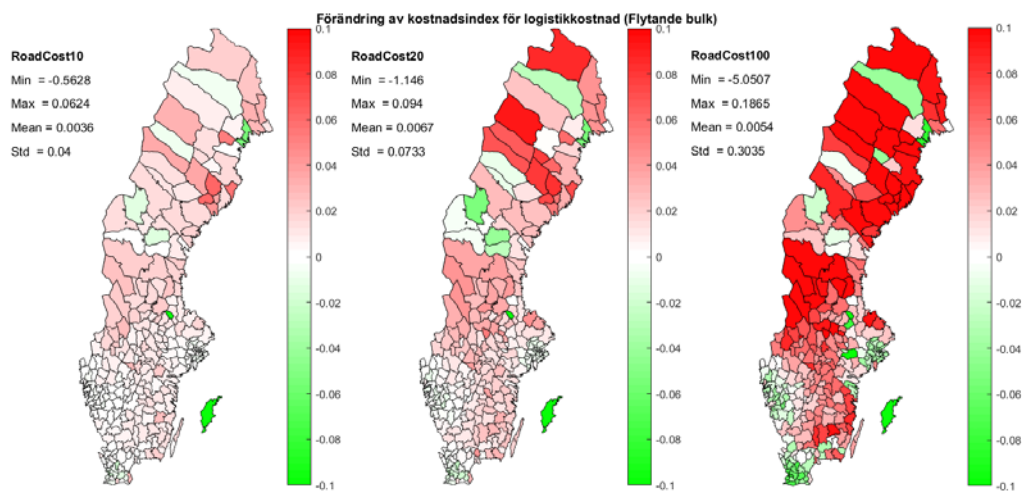 Förändring av kostnadsindex för logistikkostnad (Flytande bulk)
RoadCost10
Min = -0.5628
Max = 0.0624
Mean = 0.0036
Std = 0.04
0.1
0.08
0.06
0.04
0.02
0
-0.02
-0.04
-0.06
-0.08
-0.1
RoadCost20
Min = -1.146
Max = 0.094
Mean = 0.0067
Std = 0.0733
0.1
0.08
0.06
0.04
0.02
0
-0.02
-0.04
-0.06
-0.08
-0.1
RoadCost100
Min = -5.0507
Max = 0.1865
Mean = 0.0054
Std = 0.3035
0.1
0.08
0.06
0.04
0.02
0
-0.02
-0.04
-0.06
-0.08
-0.1